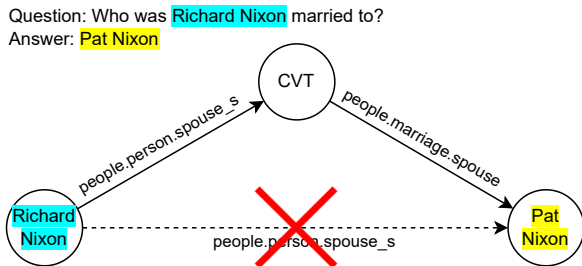 Question: Who was Richard Nixon married to?
Answer: Pat Nixon
CVT
people.person.spouse_s
people.marriage.spouse
Richard
Nixon
people.person.spouse_s
Pat
Nixon